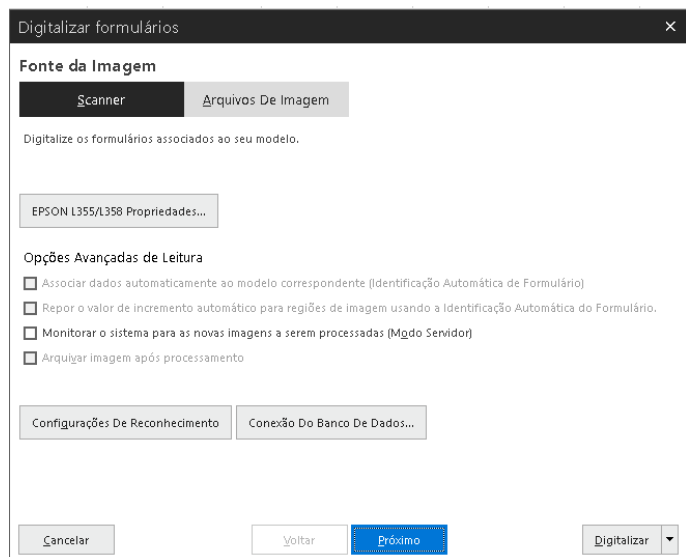 Digitalizar formulários
Fonte da Imagem
Scanner
Arquivos De Imagem
Digitalize os formulários associados ao seu modelo.
EPSON L355/L358 Propriedades...
Opções Avançadas de Leitura
Associar dados automaticamente ao modelo correspondente (Identificação Automática de Formulário)
Repor o valor de incremento automático para regiões de imagem usando a Identificação Automática do Formulário.
Monitorar o sistema para as novas imagens a serem processadas (Modo Servidor)
Arquivar imagem após processamento
Configurações De Reconhecimento
Conexão Do Banco De Dados...
Cancelar
Voltar
Próximo
Digitalizar